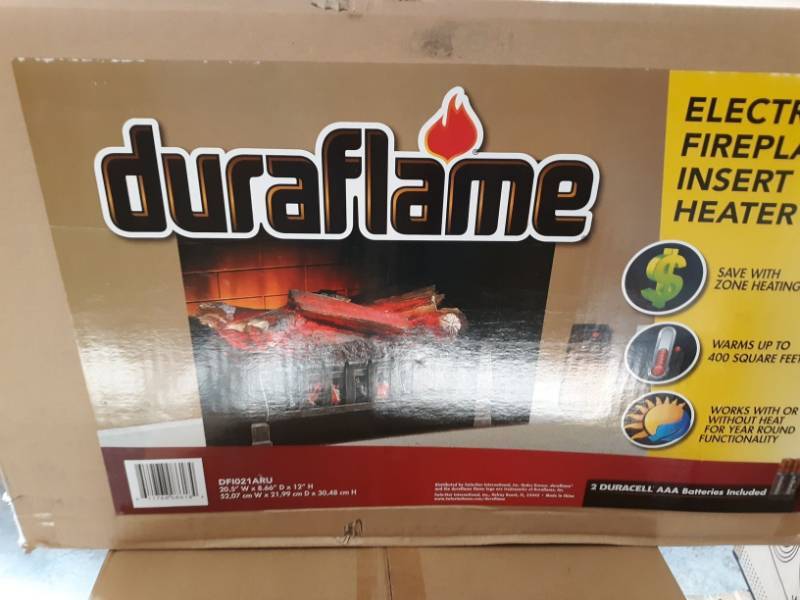 duraflame
ELECTR
FIREPLA
INSERT
HEATER
SAVE WITH
ZONE HEATING
WARMS UP TO
400 SQUARE FEET
WORKS WITH OR
WITHOUT HEAT
FOR YEAR ROUND
FUNCTIONALITY
DFI021ARU
20.5" W x 8.66" D x 12" H
52,07 cm W x 21,99 cm D x 30,48 cm H
2 DURACELL AAA Batteries Included